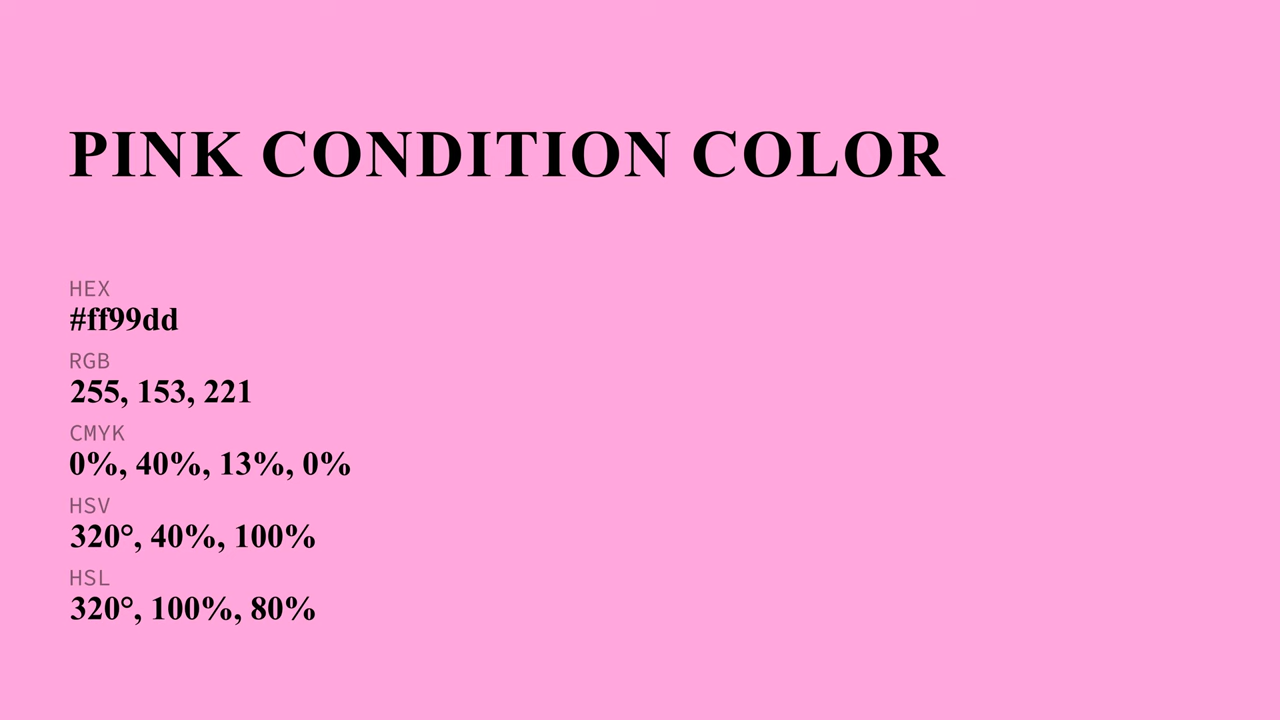 PINK CONDITION COLOR
HEX
#ff99dd
RGB
255, 153, 221
CMYK
0%, 40%, 13%, 0%
HSV
320°, 40%, 100%
HSL
320°, 100%, 80%